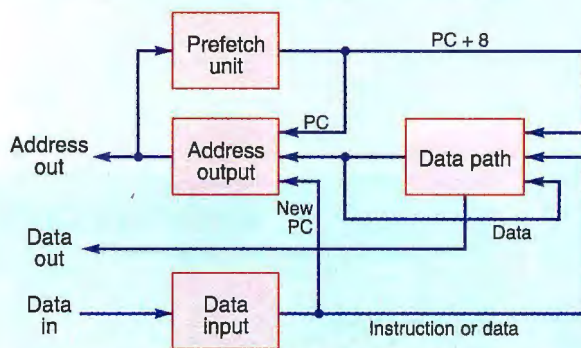 Prefetch
unit
PC + 8
PC
Address
out
Address
output
Data path
New
PC
Data
Data
out
Data
in
Data
input
Instruction or data